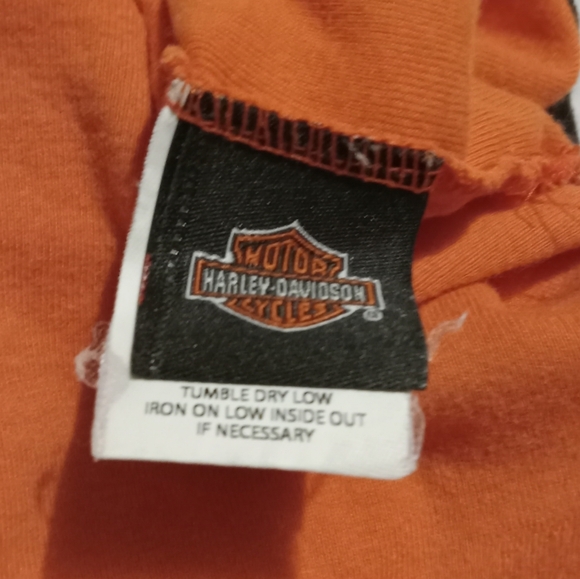 MOTOR
HARLEY-DAVIDSON
CYCLES
®
TUMBLE DRY LOW
IRON ON LOW INSIDE OUT
IF NECESSARY